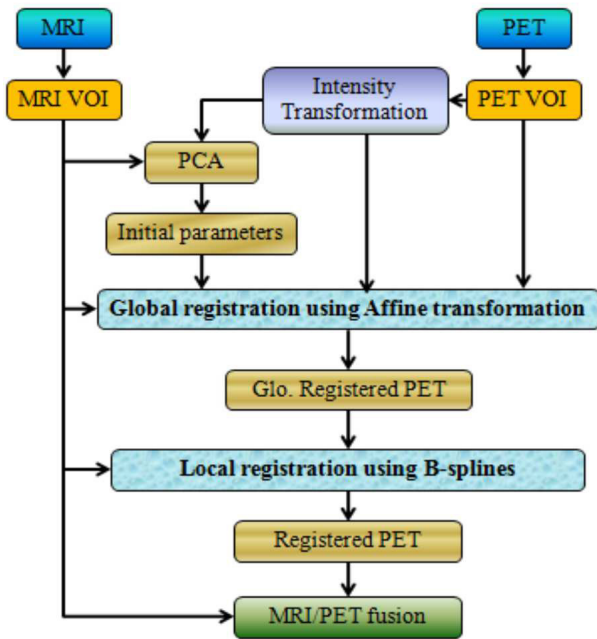 MRI
PET
MRI VOI
Intensity
Transformation
PET VOI
PCA
Initial parameters
Global registration using Affine transformation
Glo. Registered PET
Local registration using B-splines
Registered PET
MRI/PET fusion